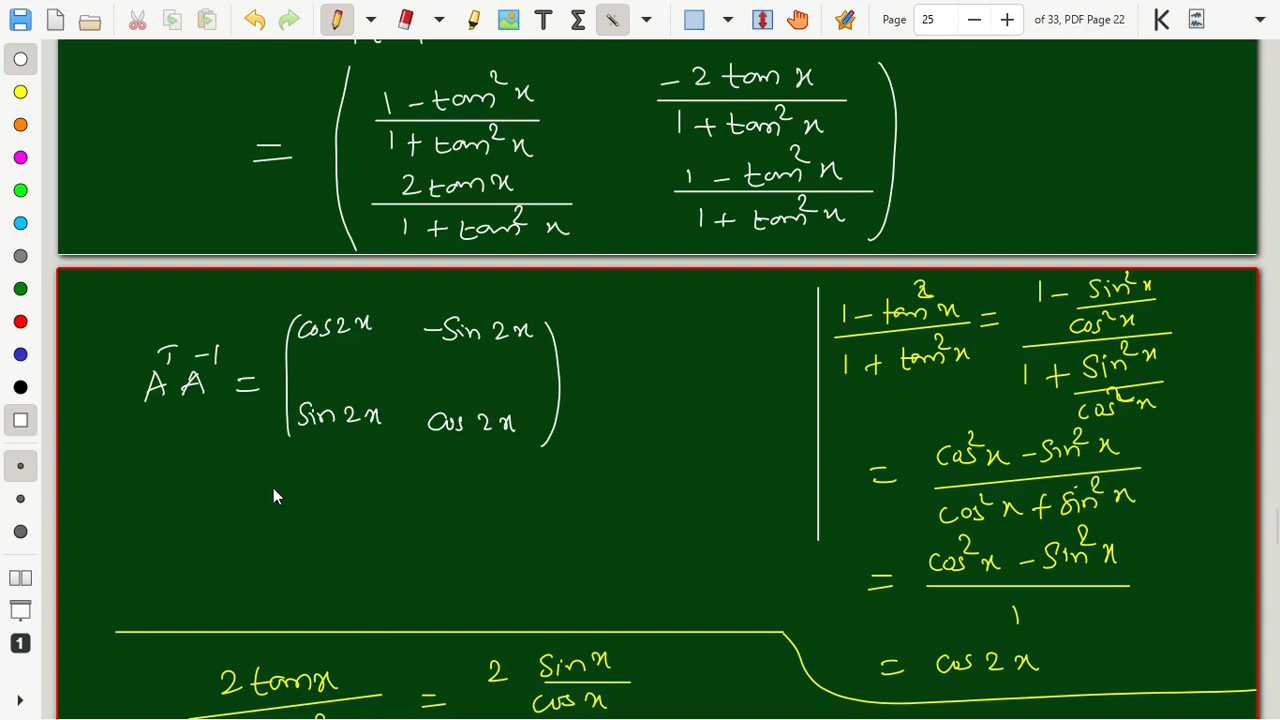 Page 25 of 33, PDF Page 22
= ( (1 - tan²x)/(1 + tan²x)   (- 2 tan x)/(1 + tan²x)
(2 tan x)/(1 + tan²x)   (1 - tan²x)/(1 + tan²x) )
AᵀA⁻¹ = ( cos 2x   -Sin 2x
Sin 2x   Cos 2x )
(1 - tan²x)/(1 + tan²x) = (1 - Sin²x/cos²x)/(1 + Sin²x/cos²x)
= (cos²x - Sin²x)/(cos²x + Sin²x)
= (cos²x - Sin²x)/1
= cos 2x
2 tan x = 2 Sin x/cos x
1